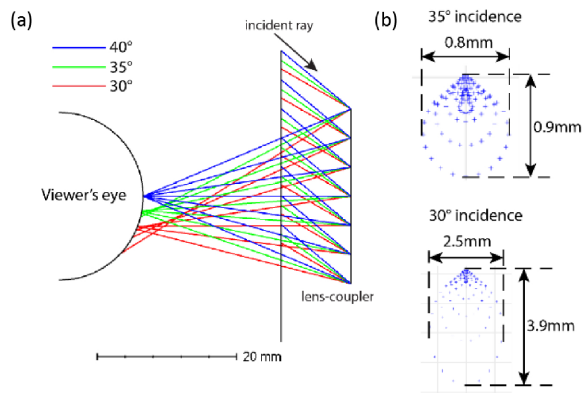 (a)
incident ray
40°
35°
30°
Viewer's eye
lens-coupler
20 mm
(b)
35° incidence
0.8mm
0.9mm
30° incidence
2.5mm
3.9mm